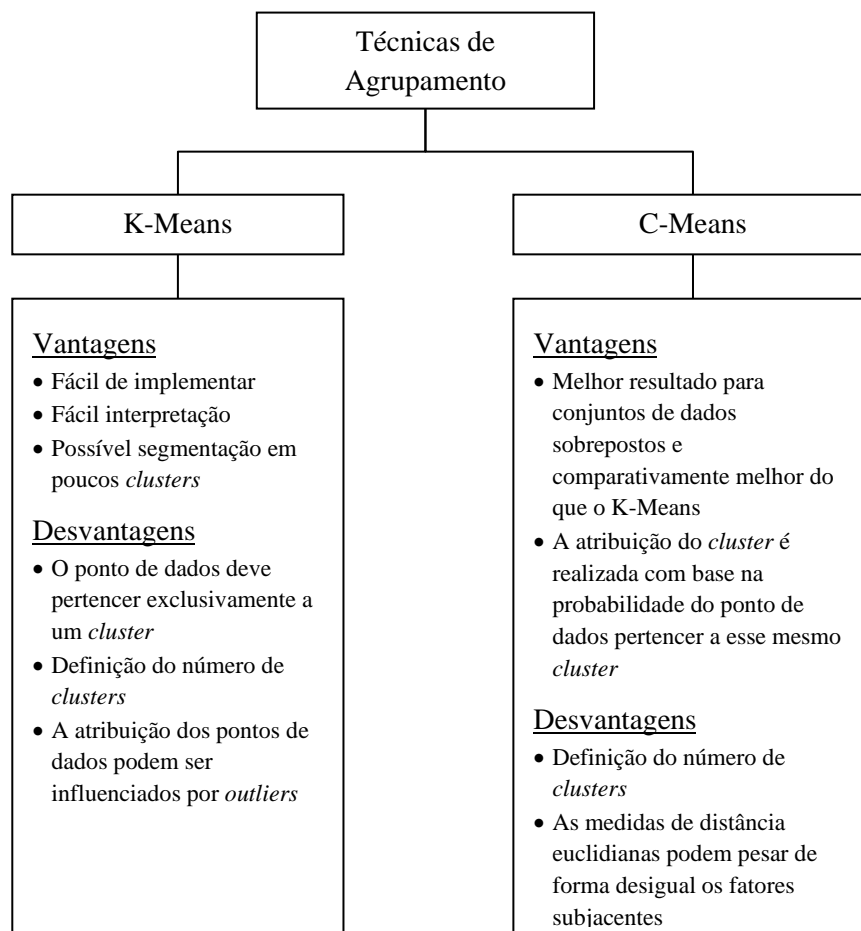 Técnicas de
Agrupamento
K-Means
C-Means
Vantagens
• Fácil de implementar
• Fácil interpretação
• Possível segmentação em
poucos clusters
Desvantagens
• O ponto de dados deve
pertencer exclusivamente a
um cluster
• Definição do número de
clusters
• A atribuição dos pontos de
dados podem ser
influenciados por outliers
Vantagens
• Melhor resultado para
conjuntos de dados
sobrepostos e
comparativamente melhor do
que o K-Means
• A atribuição do cluster é
realizada com base na
probabilidade do ponto de
dados pertencer a esse mesmo
cluster
Desvantagens
• Definição do número de
clusters
• As medidas de distância
euclidianas podem pesar de
forma desigual os fatores
subjacentes